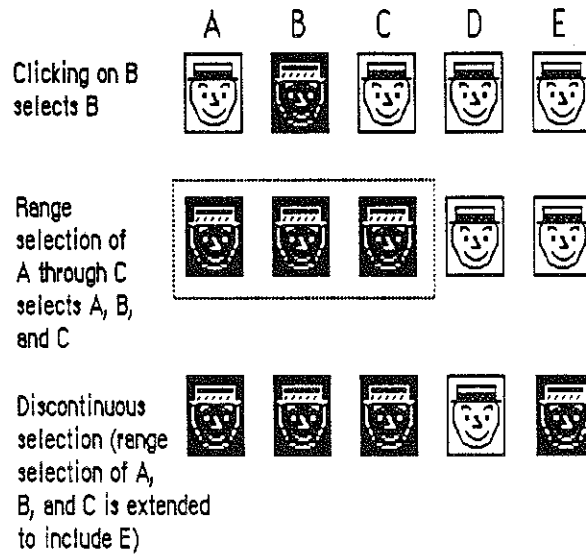 A B C D E
Clicking on B
selects B
Range
selection of
A through C
selects A, B,
and C
Discontinuous
selection (range
selection of A,
B, and C is extended
to include E)